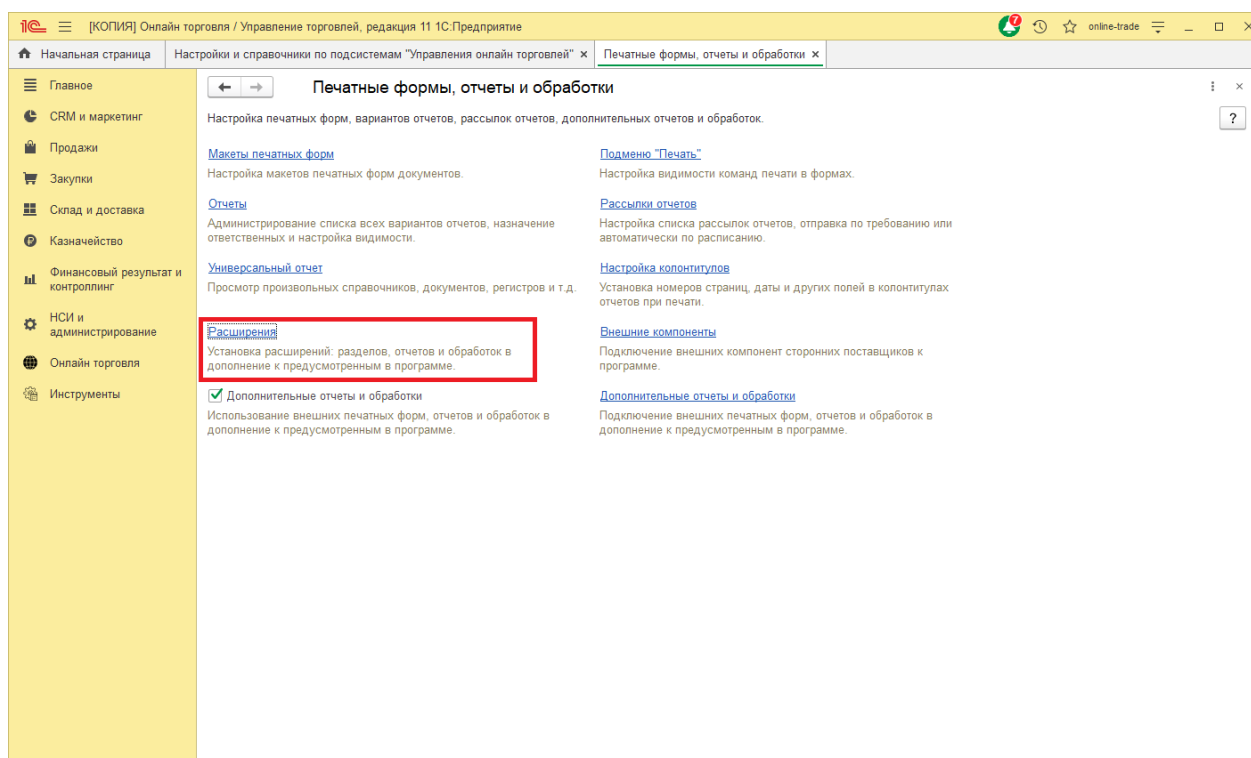 [КОПИЯ] Онлайн торговля / Управление торговлей, редакция 11 1С:Предприятие
7
online-trade
Начальная страница
Настройки и справочники по подсистемам "Управления онлайн торговлей"
Печатные формы, отчеты и обработки
Главное
CRM и маркетинг
Продажи
Закупки
Склад и доставка
Казначейство
Финансовый результат и
контроллинг
НСИ и
администрирование
Онлайн торговля
Инструменты
Печатные формы, отчеты и обработки
Настройка печатных форм, вариантов отчетов, рассылок отчетов, дополнительных отчетов и обработок.
?
Макеты печатных форм
Настройка макетов печатных форм документов.
Подменю "Печать"
Настройка видимости команд печати в формах.
Отчеты
Администрирование списка всех вариантов отчетов, назначение
ответственных и настройка видимости.
Рассылки отчетов
Настройка списка рассылок отчетов, отправка по требованию или
автоматически по расписанию.
Универсальный отчет
Просмотр произвольных справочников, документов, регистров и т.д.
Настройка колонтитулов
Установка номеров страниц, даты и других полей в колонтитулах
отчетов при печати.
Расширения
Установка расширений: разделов, отчетов и обработок в
дополнение к предусмотренным в программе.
Внешние компоненты
Подключение внешних компонент сторонних поставщиков к
программе.
Дополнительные отчеты и обработки
Использование внешних печатных форм, отчетов и обработок в
дополнение к предусмотренным в программе.
Дополнительные отчеты и обработки
Подключение внешних печатных форм, отчетов и обработок в
дополнение к предусмотренным в программе.